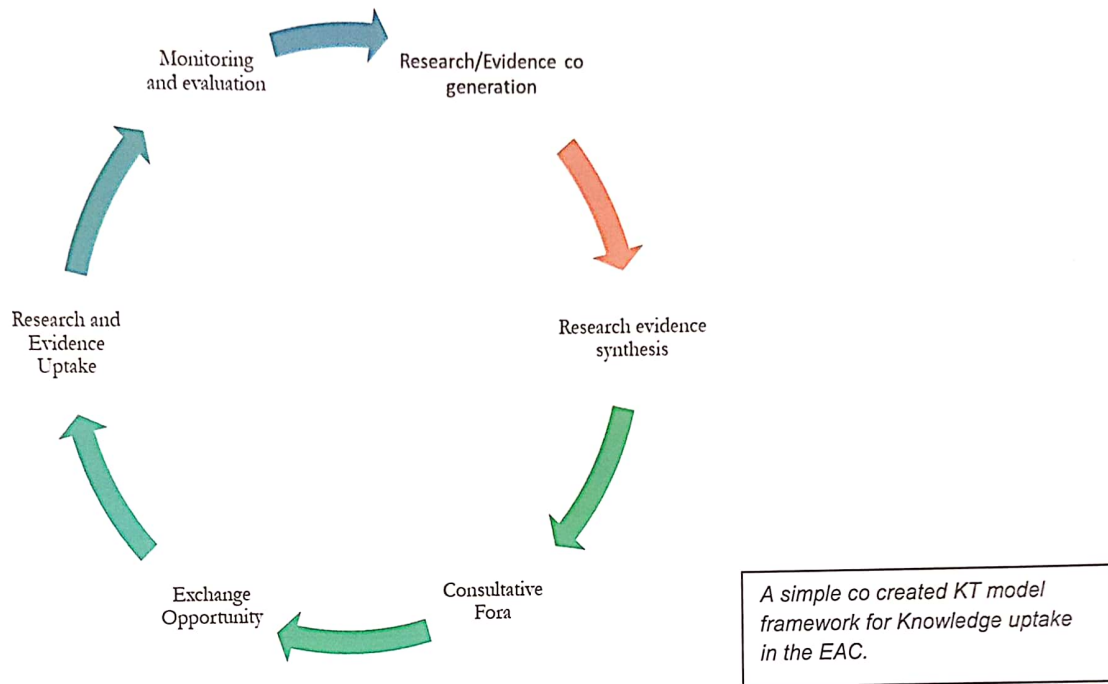 Monitoring
and evaluation
Research/Evidence co
generation
Research evidence
synthesis
Consultative
Fora
Exchange
Opportunity
Research and
Evidence
Uptake
A simple co created KT model
framework for Knowledge uptake
in the EAC.